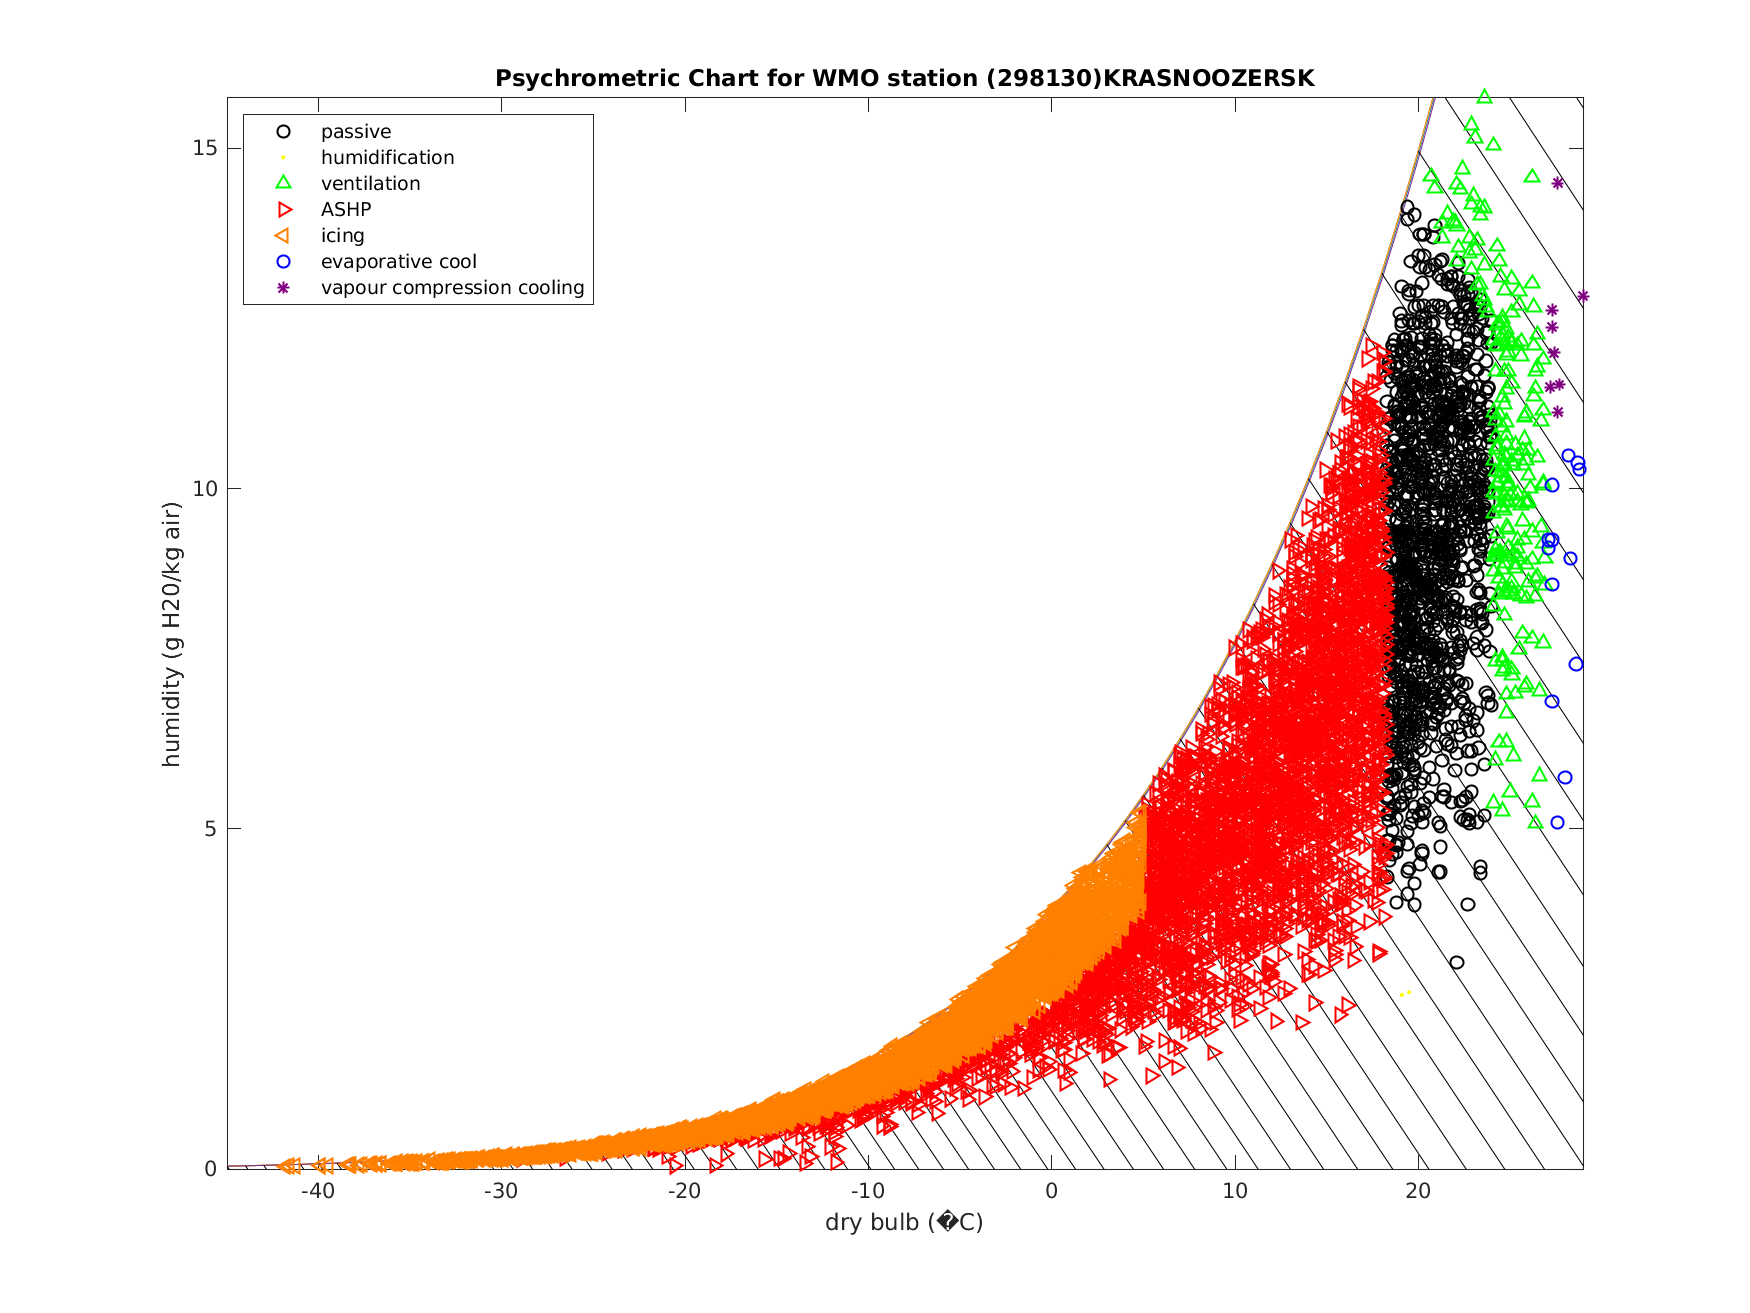 Psychrometric Chart for WMO station (298130)KRASNOOZERSK
passive
humidification
ventilation
ASHP
icing
evaporative cool
vapour compression cooling
15
10
5
0
humidity (g H20/kg air)
-40 -30 -20 -10 0 10 20
dry bulb (�C)